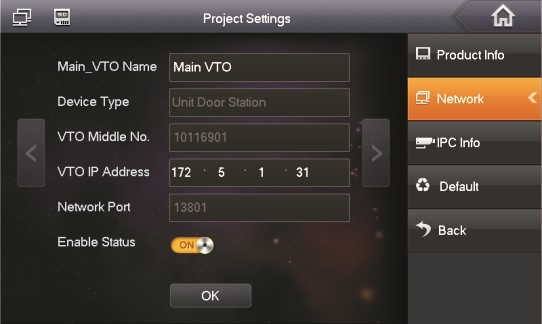 Project Settings
Main_VTO Name Main VTO
Device Type Unit Door Station
VTO Middle No. 10116901
VTO IP Address 172 . 5 . 1 . 31
Network Port 13801
Enable Status ON
OK
Product Info
Network
IPC Info
Default
Back